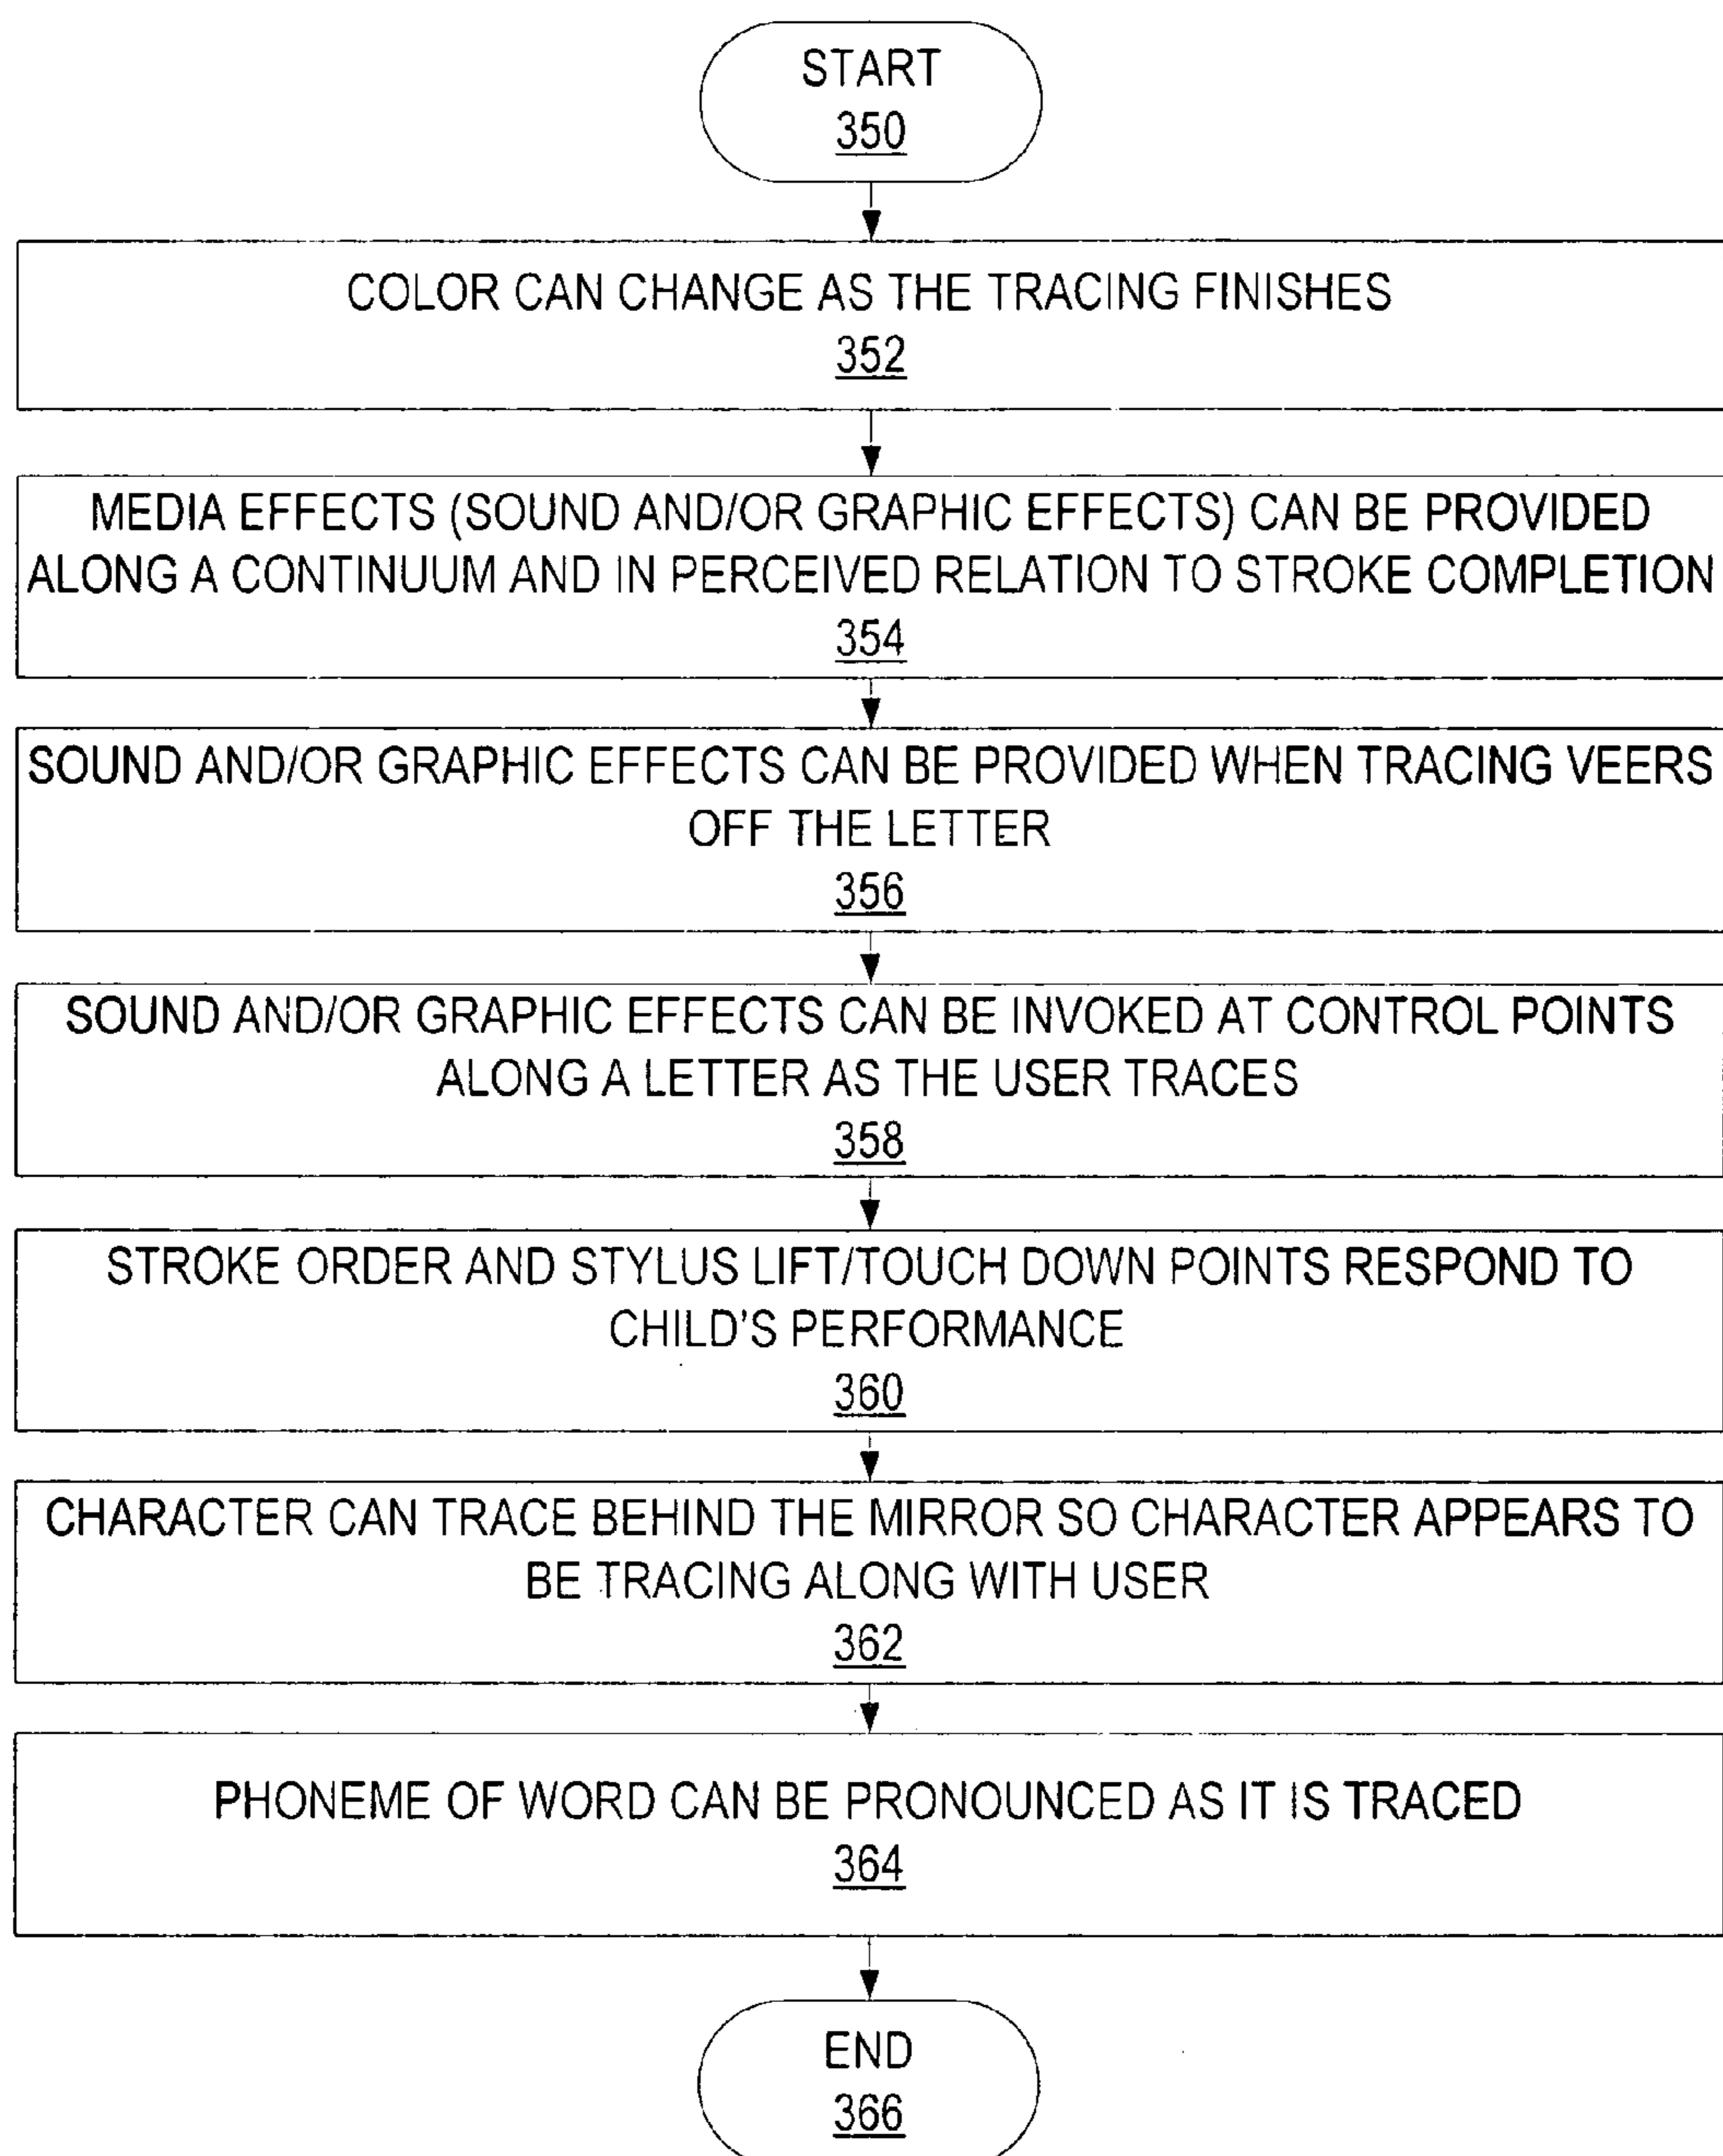 START
350
COLOR CAN CHANGE AS THE TRACING FINISHES
352
MEDIA EFFECTS (SOUND AND/OR GRAPHIC EFFECTS) CAN BE PROVIDED
ALONG A CONTINUUM AND IN PERCEIVED RELATION TO STROKE COMPLETION
354
SOUND AND/OR GRAPHIC EFFECTS CAN BE PROVIDED WHEN TRACING VEERS
OFF THE LETTER
356
SOUND AND/OR GRAPHIC EFFECTS CAN BE INVOKED AT CONTROL POINTS
ALONG A LETTER AS THE USER TRACES
358
STROKE ORDER AND STYLUS LIFT/TOUCH DOWN POINTS RESPOND TO
CHILD'S PERFORMANCE
360
CHARACTER CAN TRACE BEHIND THE MIRROR SO CHARACTER APPEARS TO
BE TRACING ALONG WITH USER
362
PHONEME OF WORD CAN BE PRONOUNCED AS IT IS TRACED
364
END
366